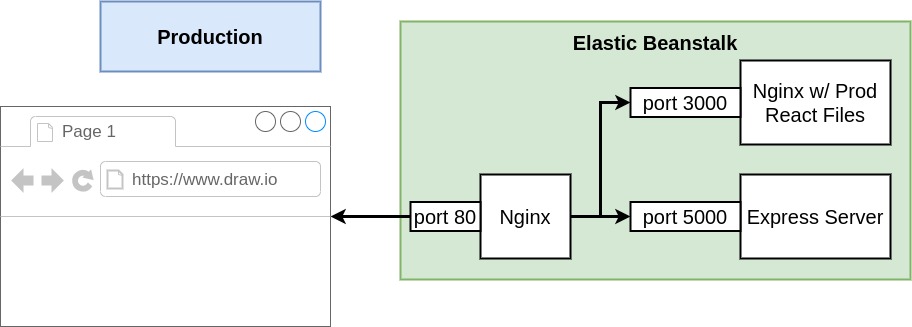 Production
Elastic Beanstalk
Page 1
https://www.draw.io
port 80
Nginx
port 3000
Nginx w/ Prod
React Files
port 5000
Express Server